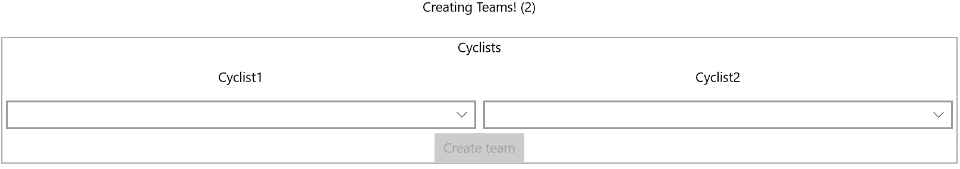 Creating Teams! (2)
Cyclists
Cyclist1 Cyclist2
Create team